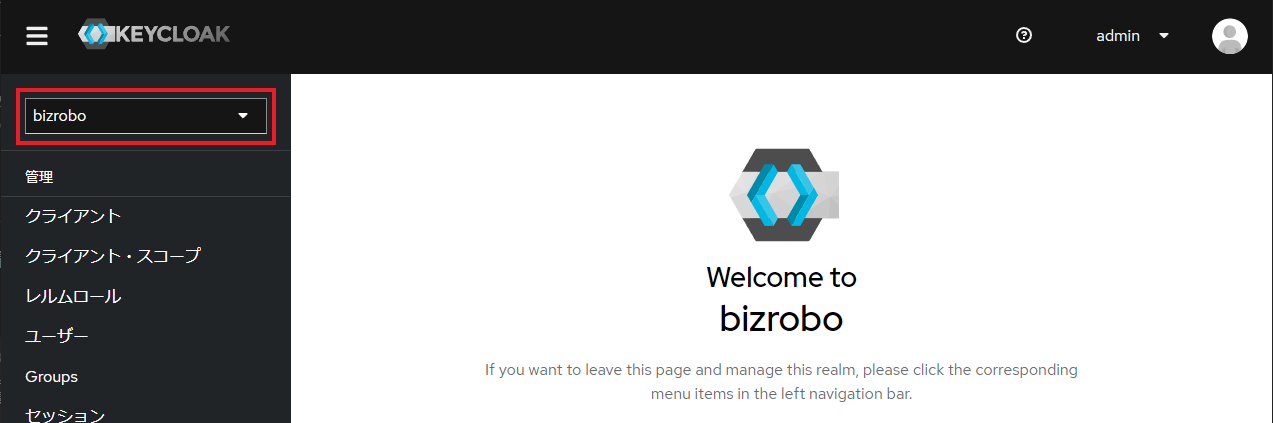 KEYCLOAK
admin
bizrobo
管理
クライアント
クライアント・スコープ
レルムロール
ユーザー
Groups
セッション
Welcome to
bizrobo
If you want to leave this page and manage this realm, please click the corresponding
menu items in the left navigation bar.